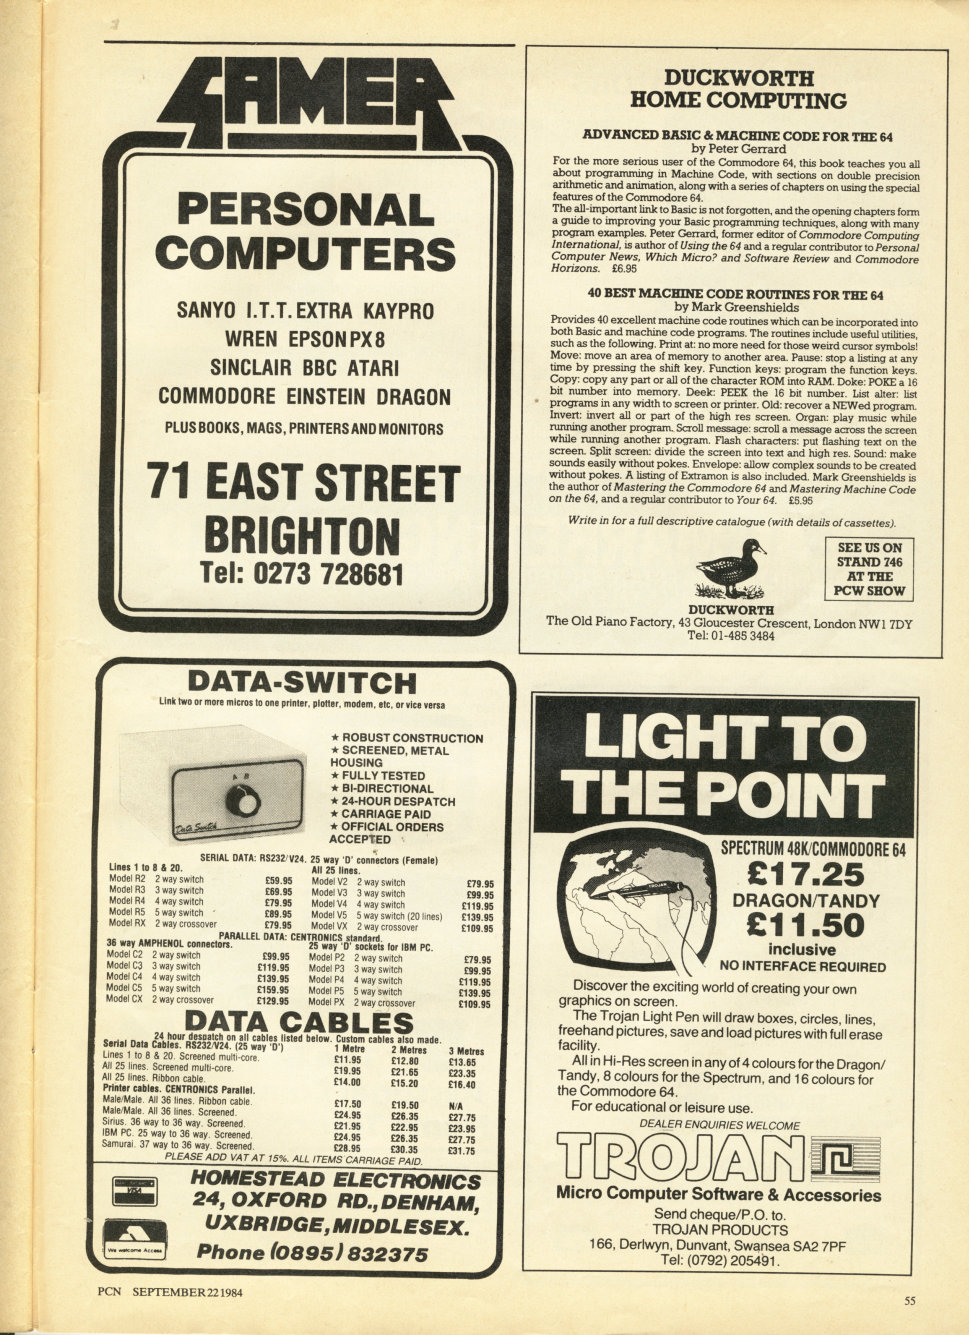 GAMER
PERSONAL
COMPUTERS
SANYO I.T.T. EXTRA KAYPRO
WREN EPSON PX8
SINCLAIR BBC ATARI
COMMODORE EINSTEIN DRAGON
PLUS BOOKS, MAGS, PRINTERS AND MONITORS
71 EAST STREET
BRIGHTON
Tel: 0273 728681
DUCKWORTH
HOME COMPUTING
ADVANCED BASIC & MACHINE CODE FOR THE 64
by Peter Gerrard
For the more serious user of the Commodore 64, this book teaches you all
about programming in Machine Code, with sections on double precision
arithmetic and animation, along with a series of chapters on using the special
features of the Commodore 64.
The all-important link to Basic is not forgotten, and the opening chapters form
a guide to improving your Basic programming techniques, along with many
program examples. Peter Gerrard, former editor of Commodore Computing
International, is author of Using the 64 and a regular contributor to Personal
Computer News, Which Micro? and Software Review and Commodore
Horizons. £6.95
40 BEST MACHINE CODE ROUTINES FOR THE 64
by Mark Greenshields
Provides 40 excellent machine code routines which can be incorporated into
both Basic and machine code programs. The routines include useful utilities,
such as the following. Print at: no more need for those weird cursor symbols!
Move: move an area of memory to another area. Pause: stop a listing at any
time by pressing the shift key. Function keys: program the function keys.
Copy: copy any part or all of the character ROM into RAM. Doke: POKE a 16
bit number into memory. Deek: PEEK the 16 bit number. List alter: list
programs in any width to screen or printer. Old: recover a NEWed program.
Invert: invert all or part of the high res screen. Organ: play music while
running another program. Scroll message: scroll a message across the screen
while running another program. Flash characters: put flashing text on the
screen. Split screen: divide the screen into text and high res. Sound: make
sounds easily without pokes. Envelope: allow complex sounds to be created
without pokes. A listing of Extramon is also included. Mark Greenshields is
the author of Mastering the Commodore 64 and Mastering Machine Code
on the 64, and a regular contributor to Your 64. £5.95
Write in for a full descriptive catalogue (with details of cassettes).
SEE US ON
STAND 746
AT THE
PCW SHOW
DUCKWORTH
The Old Piano Factory, 43 Gloucester Crescent, London NW1 7DY
Tel: 01-485 3484
DATA-SWITCH
Link two or more micros to one printer, plotter, modem, etc, or vice versa
A B
Data Switch
★ ROBUST CONSTRUCTION
★ SCREENED, METAL
HOUSING
★ FULLY TESTED
★ BI-DIRECTIONAL
★ 24-HOUR DESPATCH
★ CARRIAGE PAID
★ OFFICIAL ORDERS
ACCEPTED
SERIAL DATA: RS232/V24. 25 way 'D' connectors (Female)
Lines 1 to 8 & 20.
Model R2 2 way switch £59.95
Model R3 3 way switch £69.95
Model R4 4 way switch £79.95
Model R5 5 way switch £89.95
Model RX 2 way crossover £79.95
All 25 lines.
Model V2 2 way switch £79.95
Model V3 3 way switch £99.95
Model V4 4 way switch £119.95
Model V5 5 way switch (20 lines) £139.95
Model VX 2 way crossover £109.95
PARALLEL DATA: CENTRONICS standard.
36 way AMPHENOL connectors.
Model C2 2 way switch £99.95
Model C3 3 way switch £119.95
Model C4 4 way switch £139.95
Model C5 5 way switch £159.95
Model CX 2 way crossover £129.95
25 way 'D' sockets for IBM PC.
Model P2 2 way switch £79.95
Model P3 3 way switch £99.95
Model P4 4 way switch £119.95
Model P5 5 way switch £139.95
Model PX 2 way crossover £109.95
DATA CABLES
24 hour despatch on all cables listed below. Custom cables also made.
Serial Data Cables. RS232/V24. (25 way 'D') 1 Metre 2 Metres 3 Metres
Lines 1 to 8 & 20. Screened multi-core. £11.95 £12.80 £13.65
All 25 lines. Screened multi-core. £19.95 £21.65 £23.35
All 25 lines. Ribbon cable. £14.00 £15.20 £16.40
Printer cables. CENTRONICS Parallel.
Male/Male. All 36 lines. Ribbon cable. £17.50 £19.50 N/A
Male/Male. All 36 lines. Screened. £24.95 £26.35 £27.75
Sirius. 36 way to 36 way. Screened. £21.95 £22.95 £23.95
IBM PC. 25 way to 36 way. Screened. £24.95 £26.35 £27.75
Samurai. 37 way to 36 way. Screened. £28.95 £30.35 £31.75
PLEASE ADD VAT AT 15%. ALL ITEMS CARRIAGE PAID.
VISA
We welcome Access
HOMESTEAD ELECTRONICS
24, OXFORD RD., DENHAM,
UXBRIDGE, MIDDLESEX.
Phone (0895) 832375
LIGHT TO
THE POINT
TROJAN
SPECTRUM 48K/COMMODORE 64
£17.25
DRAGON/TANDY
£11.50
inclusive
NO INTERFACE REQUIRED
Discover the exciting world of creating your own
graphics on screen.
The Trojan Light Pen will draw boxes, circles, lines,
freehand pictures, save and load pictures with full erase
facility.
All in Hi-Res screen in any of 4 colours for the Dragon/
Tandy, 8 colours for the Spectrum, and 16 colours for
the Commodore 64.
For educational or leisure use.
DEALER ENQUIRIES WELCOME
TROJAN
Micro Computer Software & Accessories
Send cheque/P.O. to.
TROJAN PRODUCTS
166, Derlwyn, Dunvant, Swansea SA2 7PF
Tel: (0792) 205491.
PCN SEPTEMBER 22 1984
55